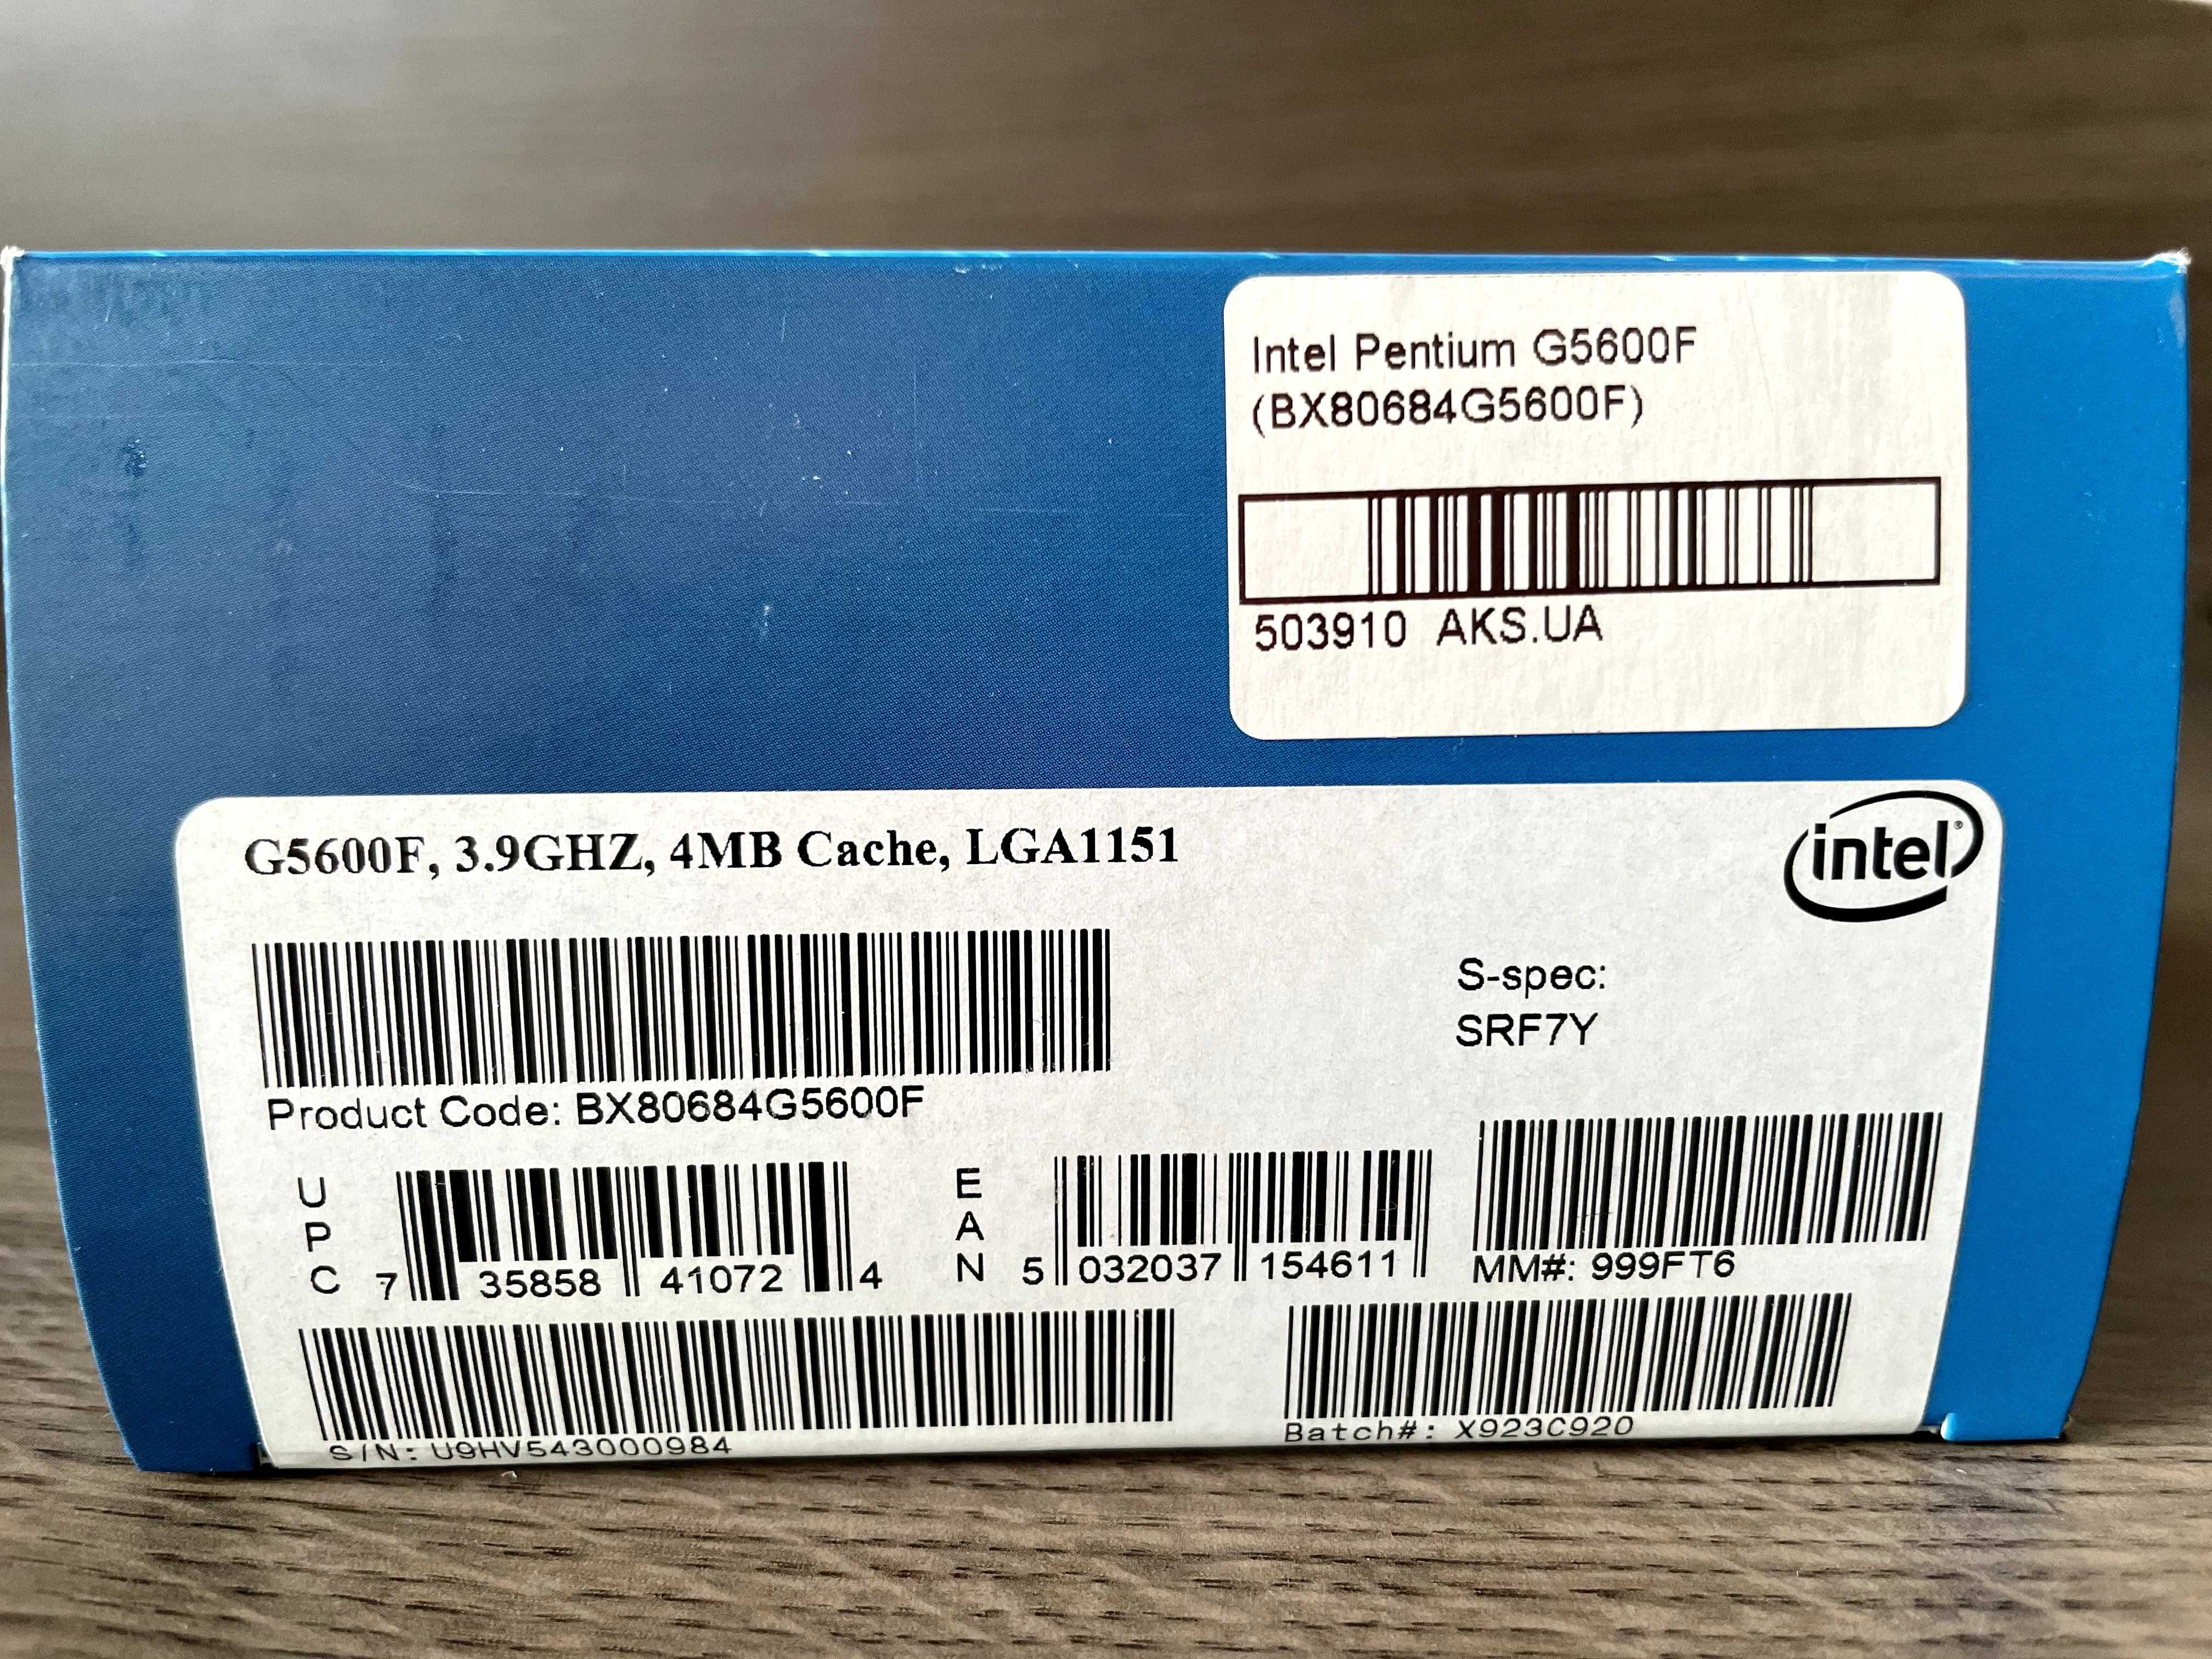 Intel Pentium G5600F
(BX80684G5600F)
503910 AKS.UA
G5600F, 3.9GHZ, 4MB Cache, LGA1151
intel®
S-spec:
SRF7Y
Product Code: BX80684G5600F
UPC 7 35858 41072 4
EAN 5 032037 154611
MM#: 999FT6
S/N: U9HV543000984
Batch#: X923C920